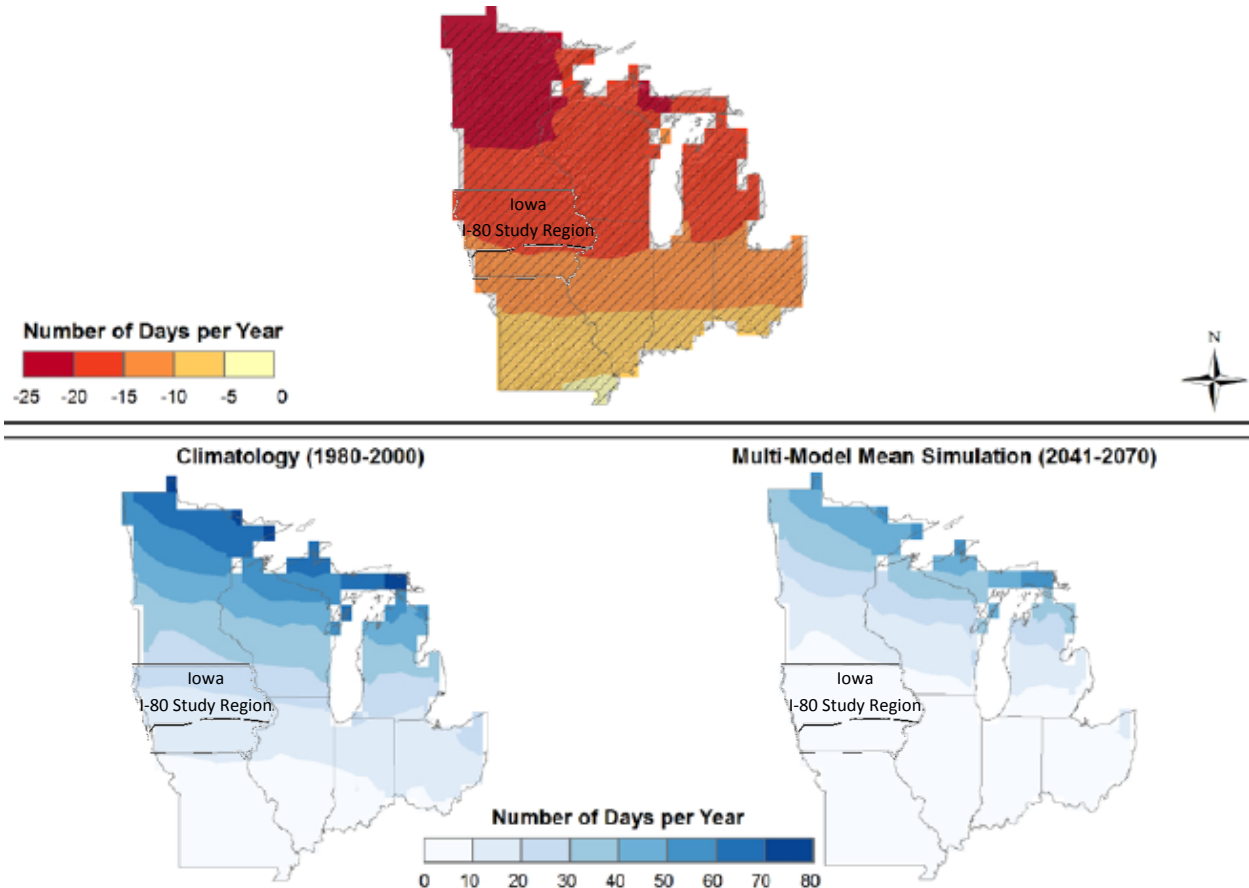 Iowa
I-80 Study Region
Number of Days per Year
-25 -20 -15 -10 -5 0
N
Climatology (1980-2000)
Multi-Model Mean Simulation (2041-2070)
Iowa
I-80 Study Region
Iowa
I-80 Study Region
Number of Days per Year
0 10 20 30 40 50 60 70 80